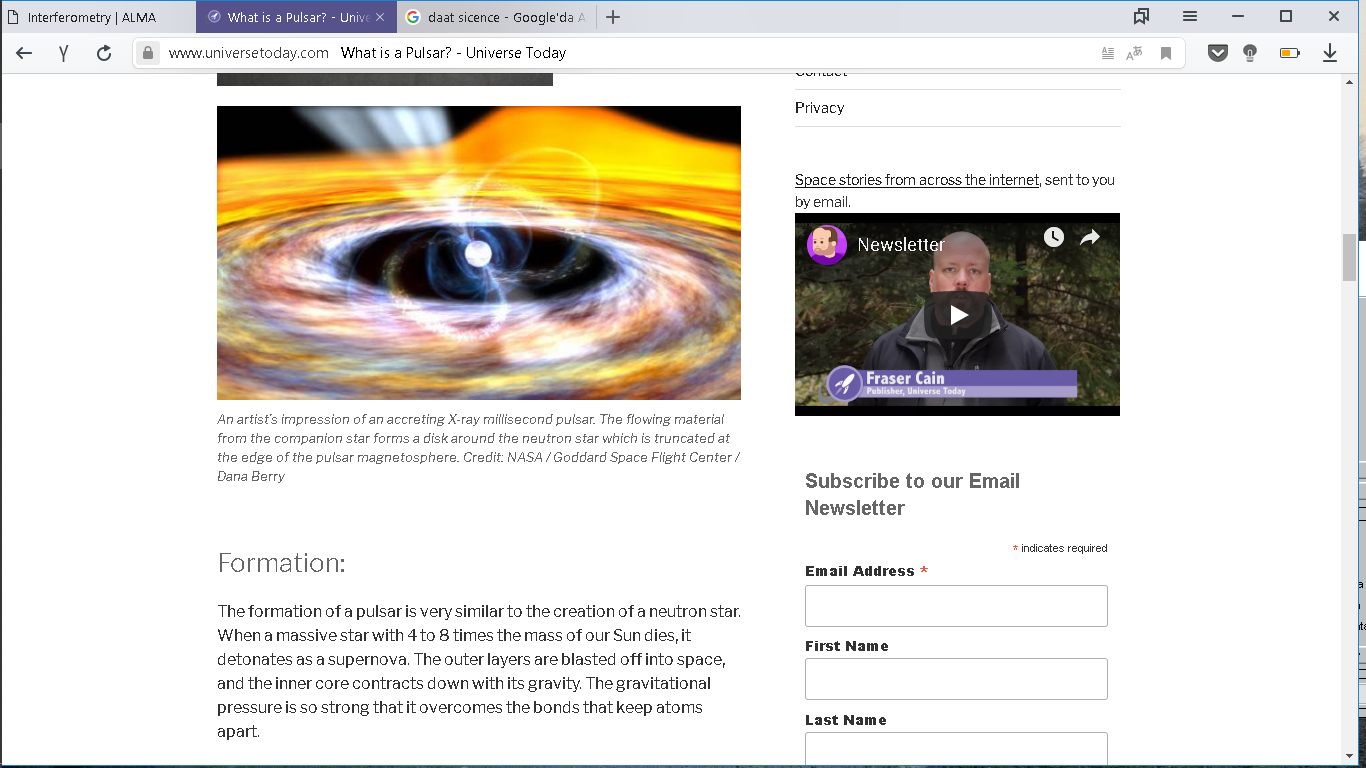 Interferometry | ALMA
What is a Pulsar? - Unive
daat sicence - Google'da A
www.universetoday.com What is a Pulsar? - Universe Today
Contact
Privacy
Space stories from across the internet, sent to you
by email.
Newsletter
Fraser Cain
Publisher, Universe Today
An artist's impression of an accreting X-ray millisecond pulsar. The flowing material
from the companion star forms a disk around the neutron star which is truncated at
the edge of the pulsar magnetosphere. Credit: NASA / Goddard Space Flight Center /
Dana Berry
Formation:
The formation of a pulsar is very similar to the creation of a neutron star.
When a massive star with 4 to 8 times the mass of our Sun dies, it
detonates as a supernova. The outer layers are blasted off into space,
and the inner core contracts down with its gravity. The gravitational
pressure is so strong that it overcomes the bonds that keep atoms
apart.
Subscribe to our Email
Newsletter
* indicates required
Email Address *
First Name
Last Name